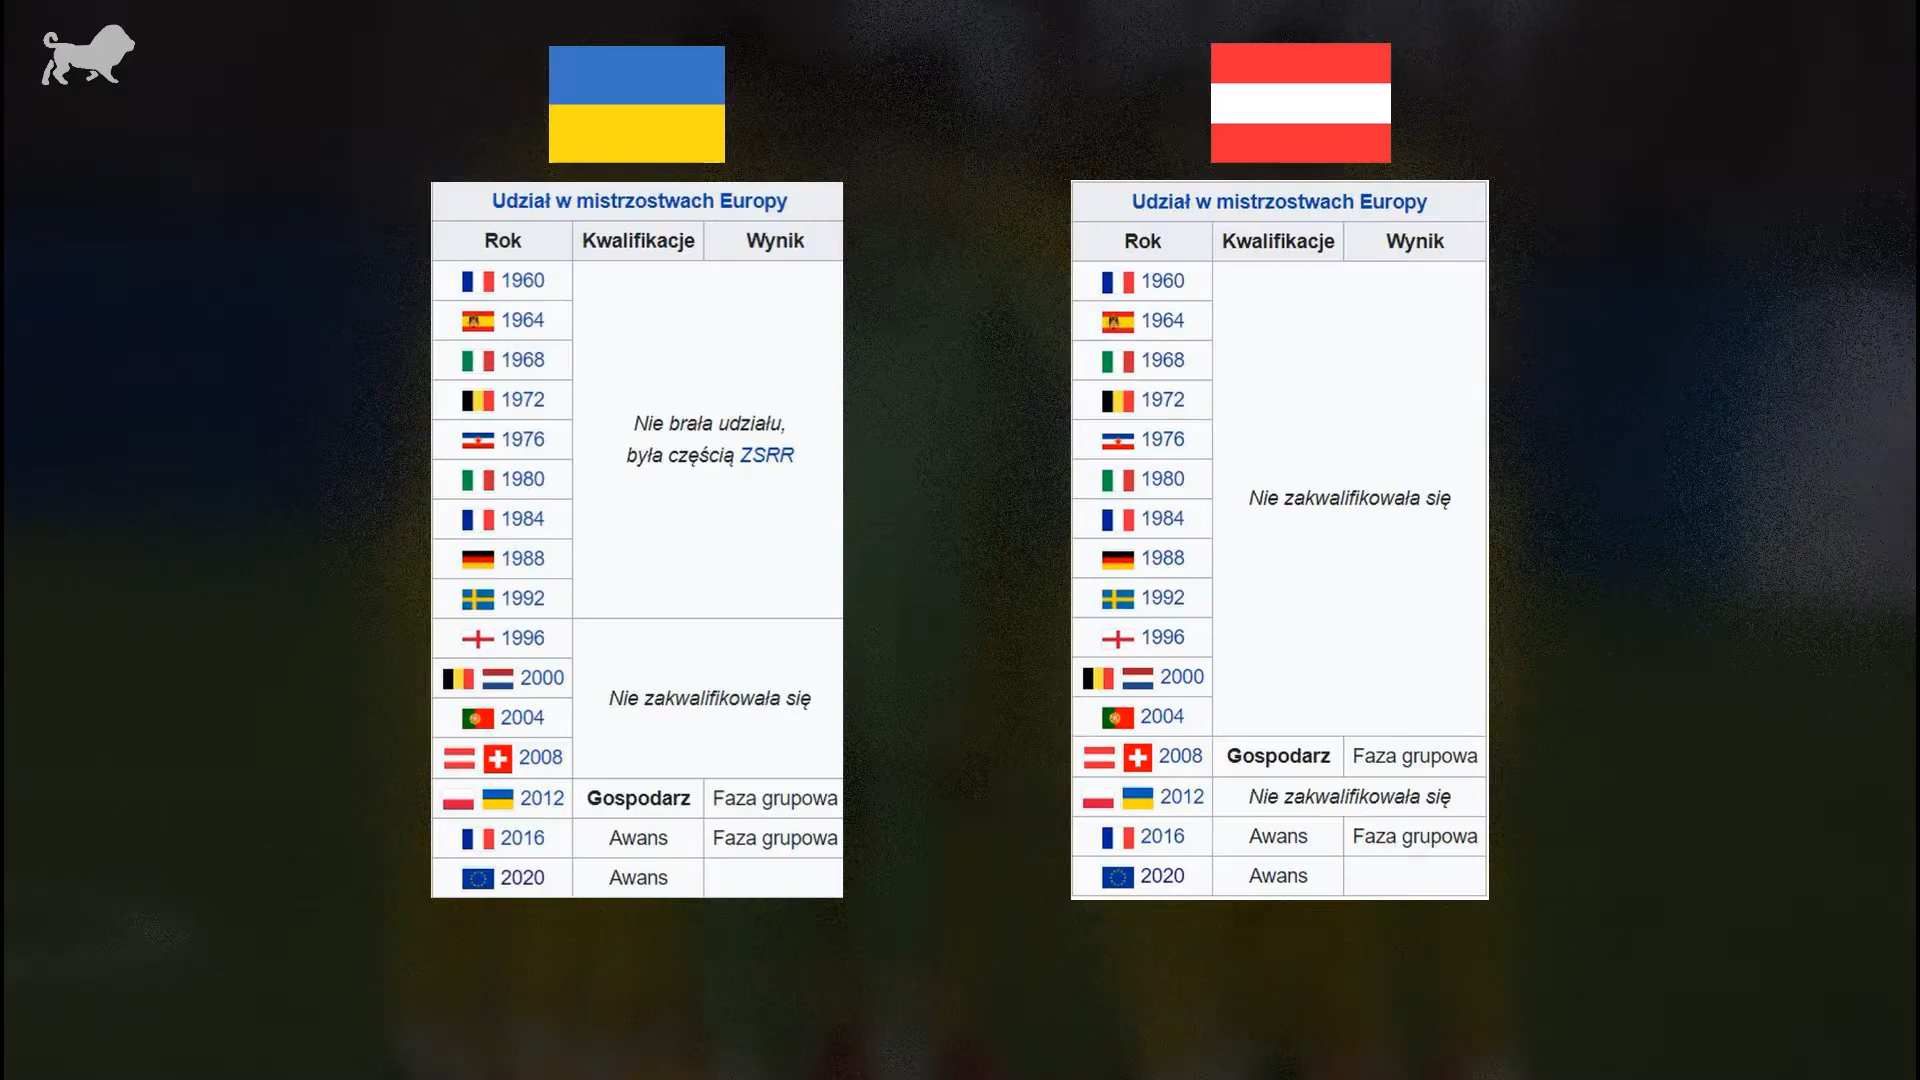 Udział w mistrzostwach Europy
Rok Kwalifikacje Wynik
1960
1964
1968
1972
1976
1980
1984
1988
1992
Nie brała udziału,
była częścią ZSRR
1996
2000
2004
2008
Nie zakwalifikowała się
2012 Gospodarz Faza grupowa
2016 Awans Faza grupowa
2020 Awans
Udział w mistrzostwach Europy
Rok Kwalifikacje Wynik
1960
1964
1968
1972
1976
1980
1984
1988
1992
1996
2000
2004
Nie zakwalifikowała się
2008 Gospodarz Faza grupowa
2012 Nie zakwalifikowała się
2016 Awans Faza grupowa
2020 Awans